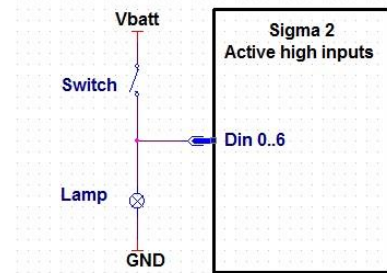 Vbatt
Sigma 2
Active high inputs
Switch
Din 0..6
Lamp
GND